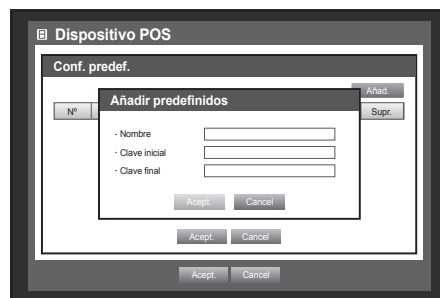 Dispositivo POS
Conf. predef.
Añad.
Nº
Supr.
Añadir predefinidos
· Nombre
· Clave inicial
· Clave final
Acept. Cancel
Acept. Cancel
Acept. Cancel